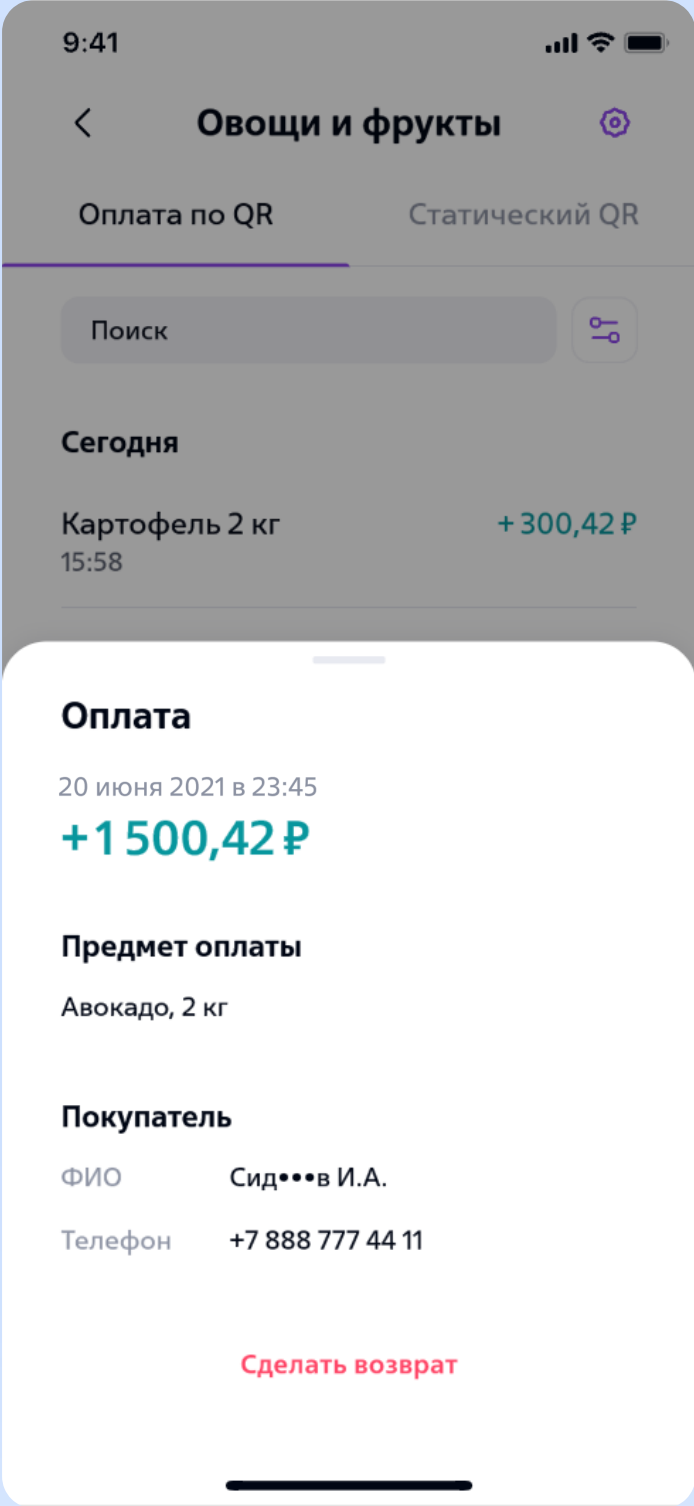 9:41
Овощи и фрукты
Оплата по QR
Статический QR
Поиск
Сегодня
Картофель 2 кг
+ 300,42 ₽
15:58
Оплата
20 июня 2021 в 23:45
+1 500,42 ₽
Предмет оплаты
Авокадо, 2 кг
Покупатель
ФИО
Сид•••в И.А.
Телефон
+7 888 777 44 11
Сделать возврат